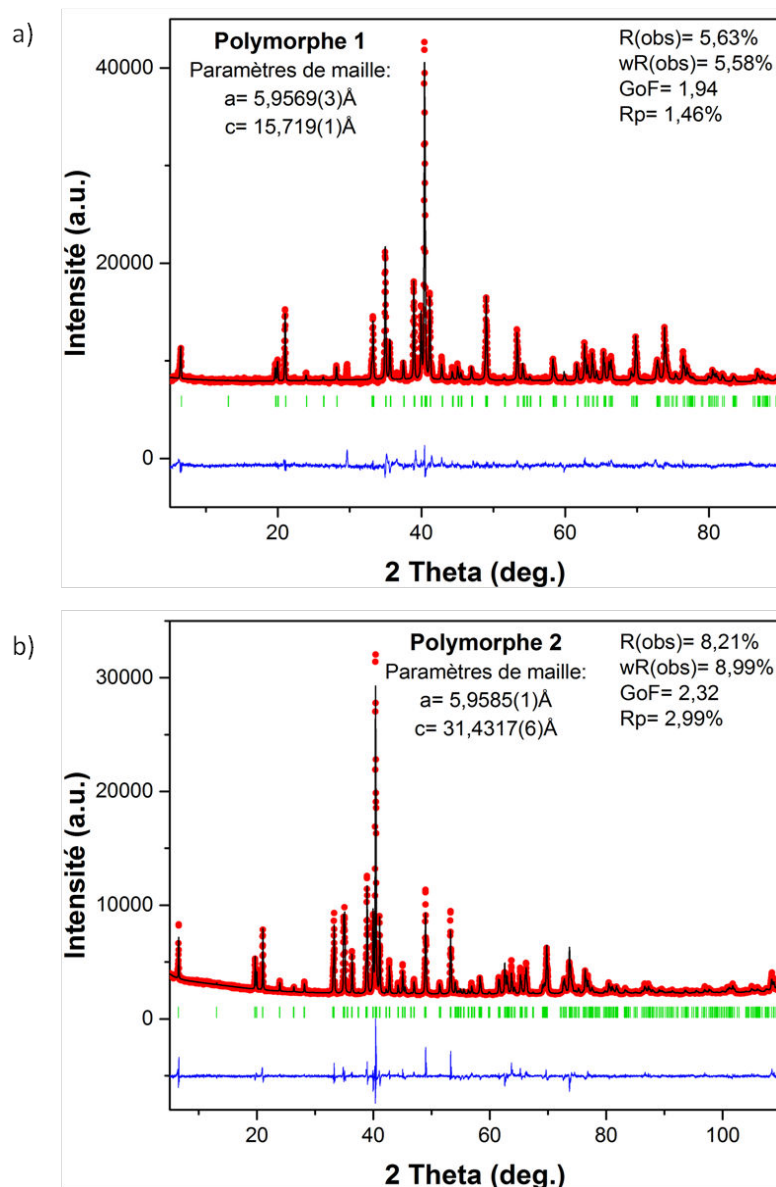 a)
Polymorphe 1
Paramètres de maille:
a= 5,9569(3)Å
c= 15,719(1)Å
R(obs)= 5,63%
wR(obs)= 5,58%
GoF= 1,94
Rp= 1,46%
Intensité (a.u.)
40000
20000
0
20 40 60 80
2 Theta (deg.)
b)
Polymorphe 2
Paramètres de maille:
a= 5,9585(1)Å
c= 31,4317(6)Å
R(obs)= 8,21%
wR(obs)= 8,99%
GoF= 2,32
Rp= 2,99%
Intensité (a.u.)
30000
20000
10000
0
20 40 60 80 100
2 Theta (deg.)